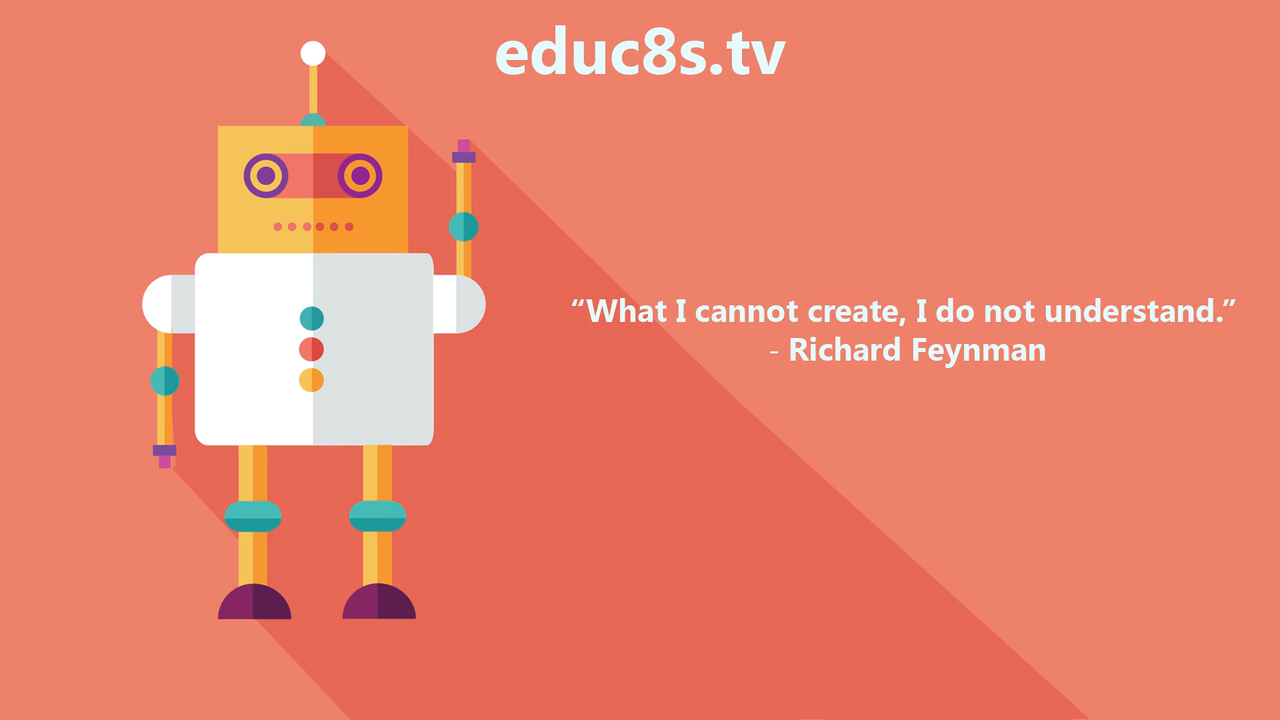 educ8s.tv
“What I cannot create, I do not understand.”
- Richard Feynman